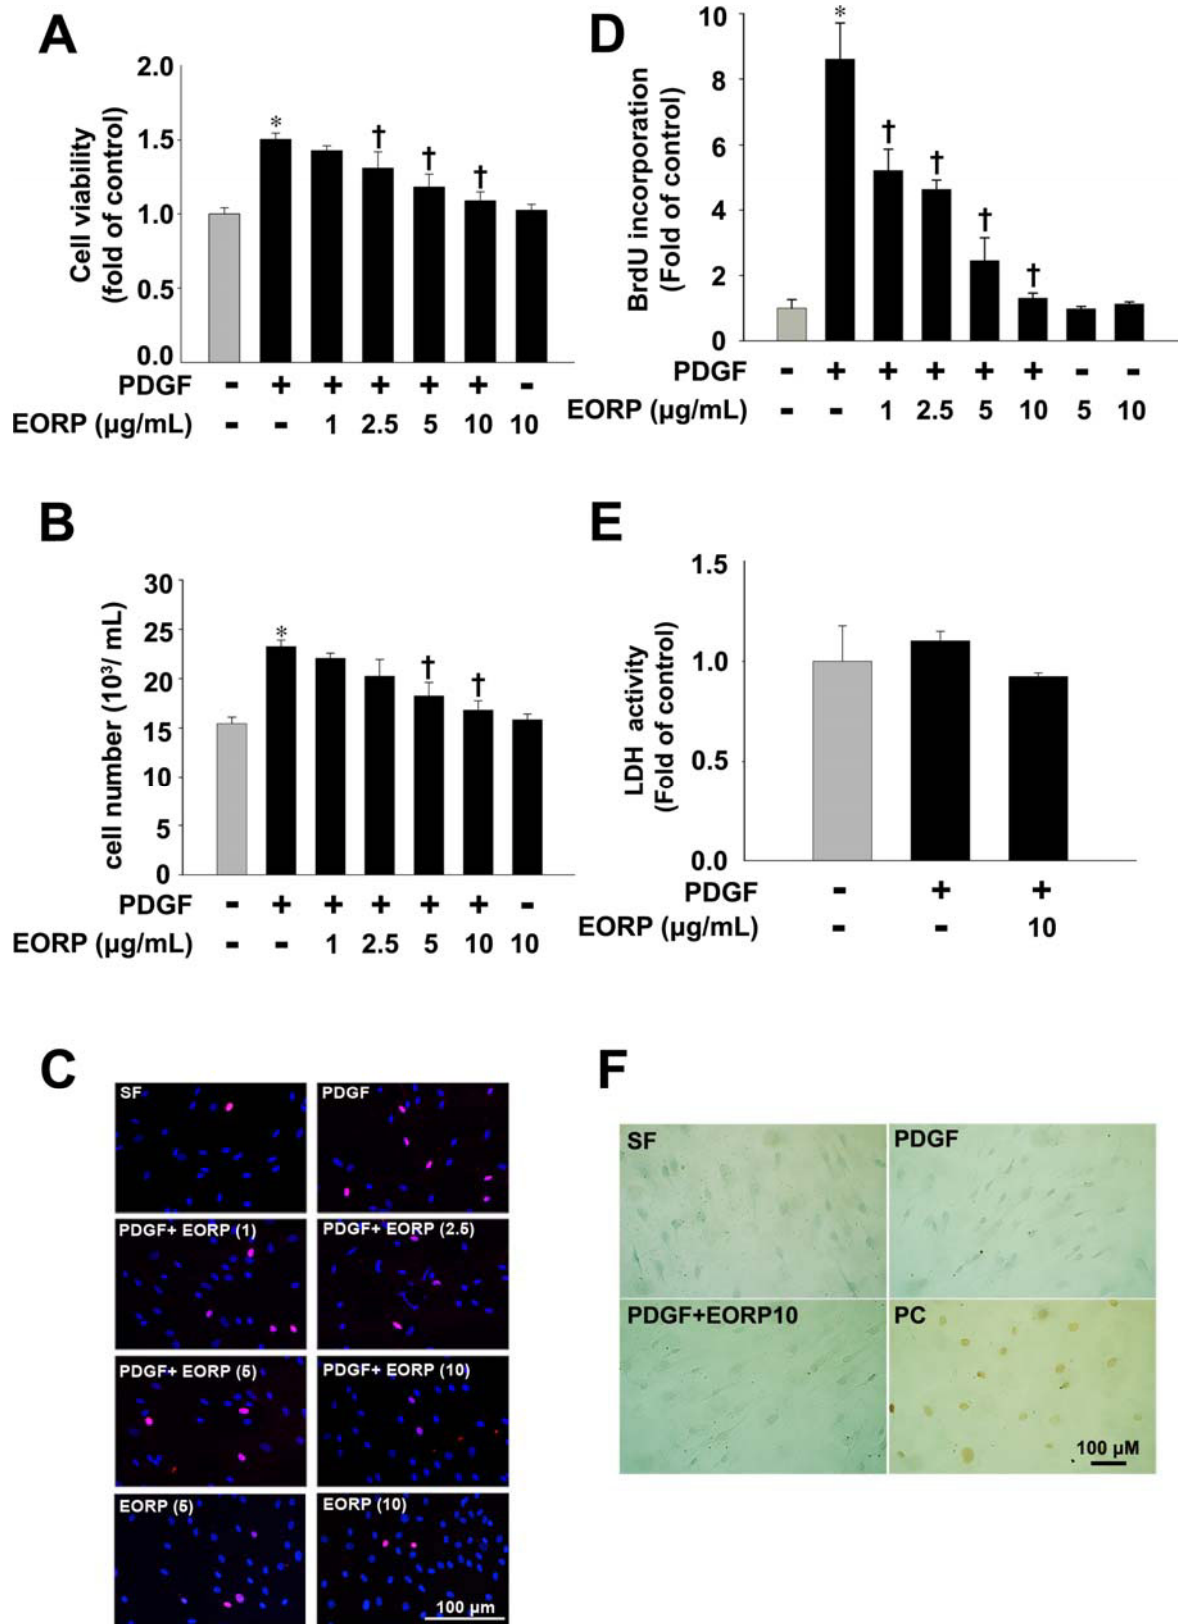 A
2.0
1.5
1.0
0.5
0.0
Cell viability
(fold of control)
*
†
†
†
PDGF - + + + + + -
EORP (µg/mL) - - 1 2.5 5 10 10
B
30
25
20
15
10
5
0
cell number (10³/ mL)
*
†
†
PDGF - + + + + + -
EORP (µg/mL) - - 1 2.5 5 10 10
C
SF
PDGF
PDGF+ EORP (1)
PDGF+ EORP (2.5)
PDGF+ EORP (5)
PDGF+ EORP (10)
EORP (5)
EORP (10)
100 µm
D
10
8
6
4
2
0
BrdU incorporation
(Fold of control)
*
†
†
†
†
PDGF - + + + + + - -
EORP (µg/mL) - - 1 2.5 5 10 5 10
E
1.5
1.0
0.5
0.0
LDH activity
(Fold of control)
PDGF - + +
EORP (µg/mL) - - 10
F
SF
PDGF
PDGF+EORP10
PC
100 µM